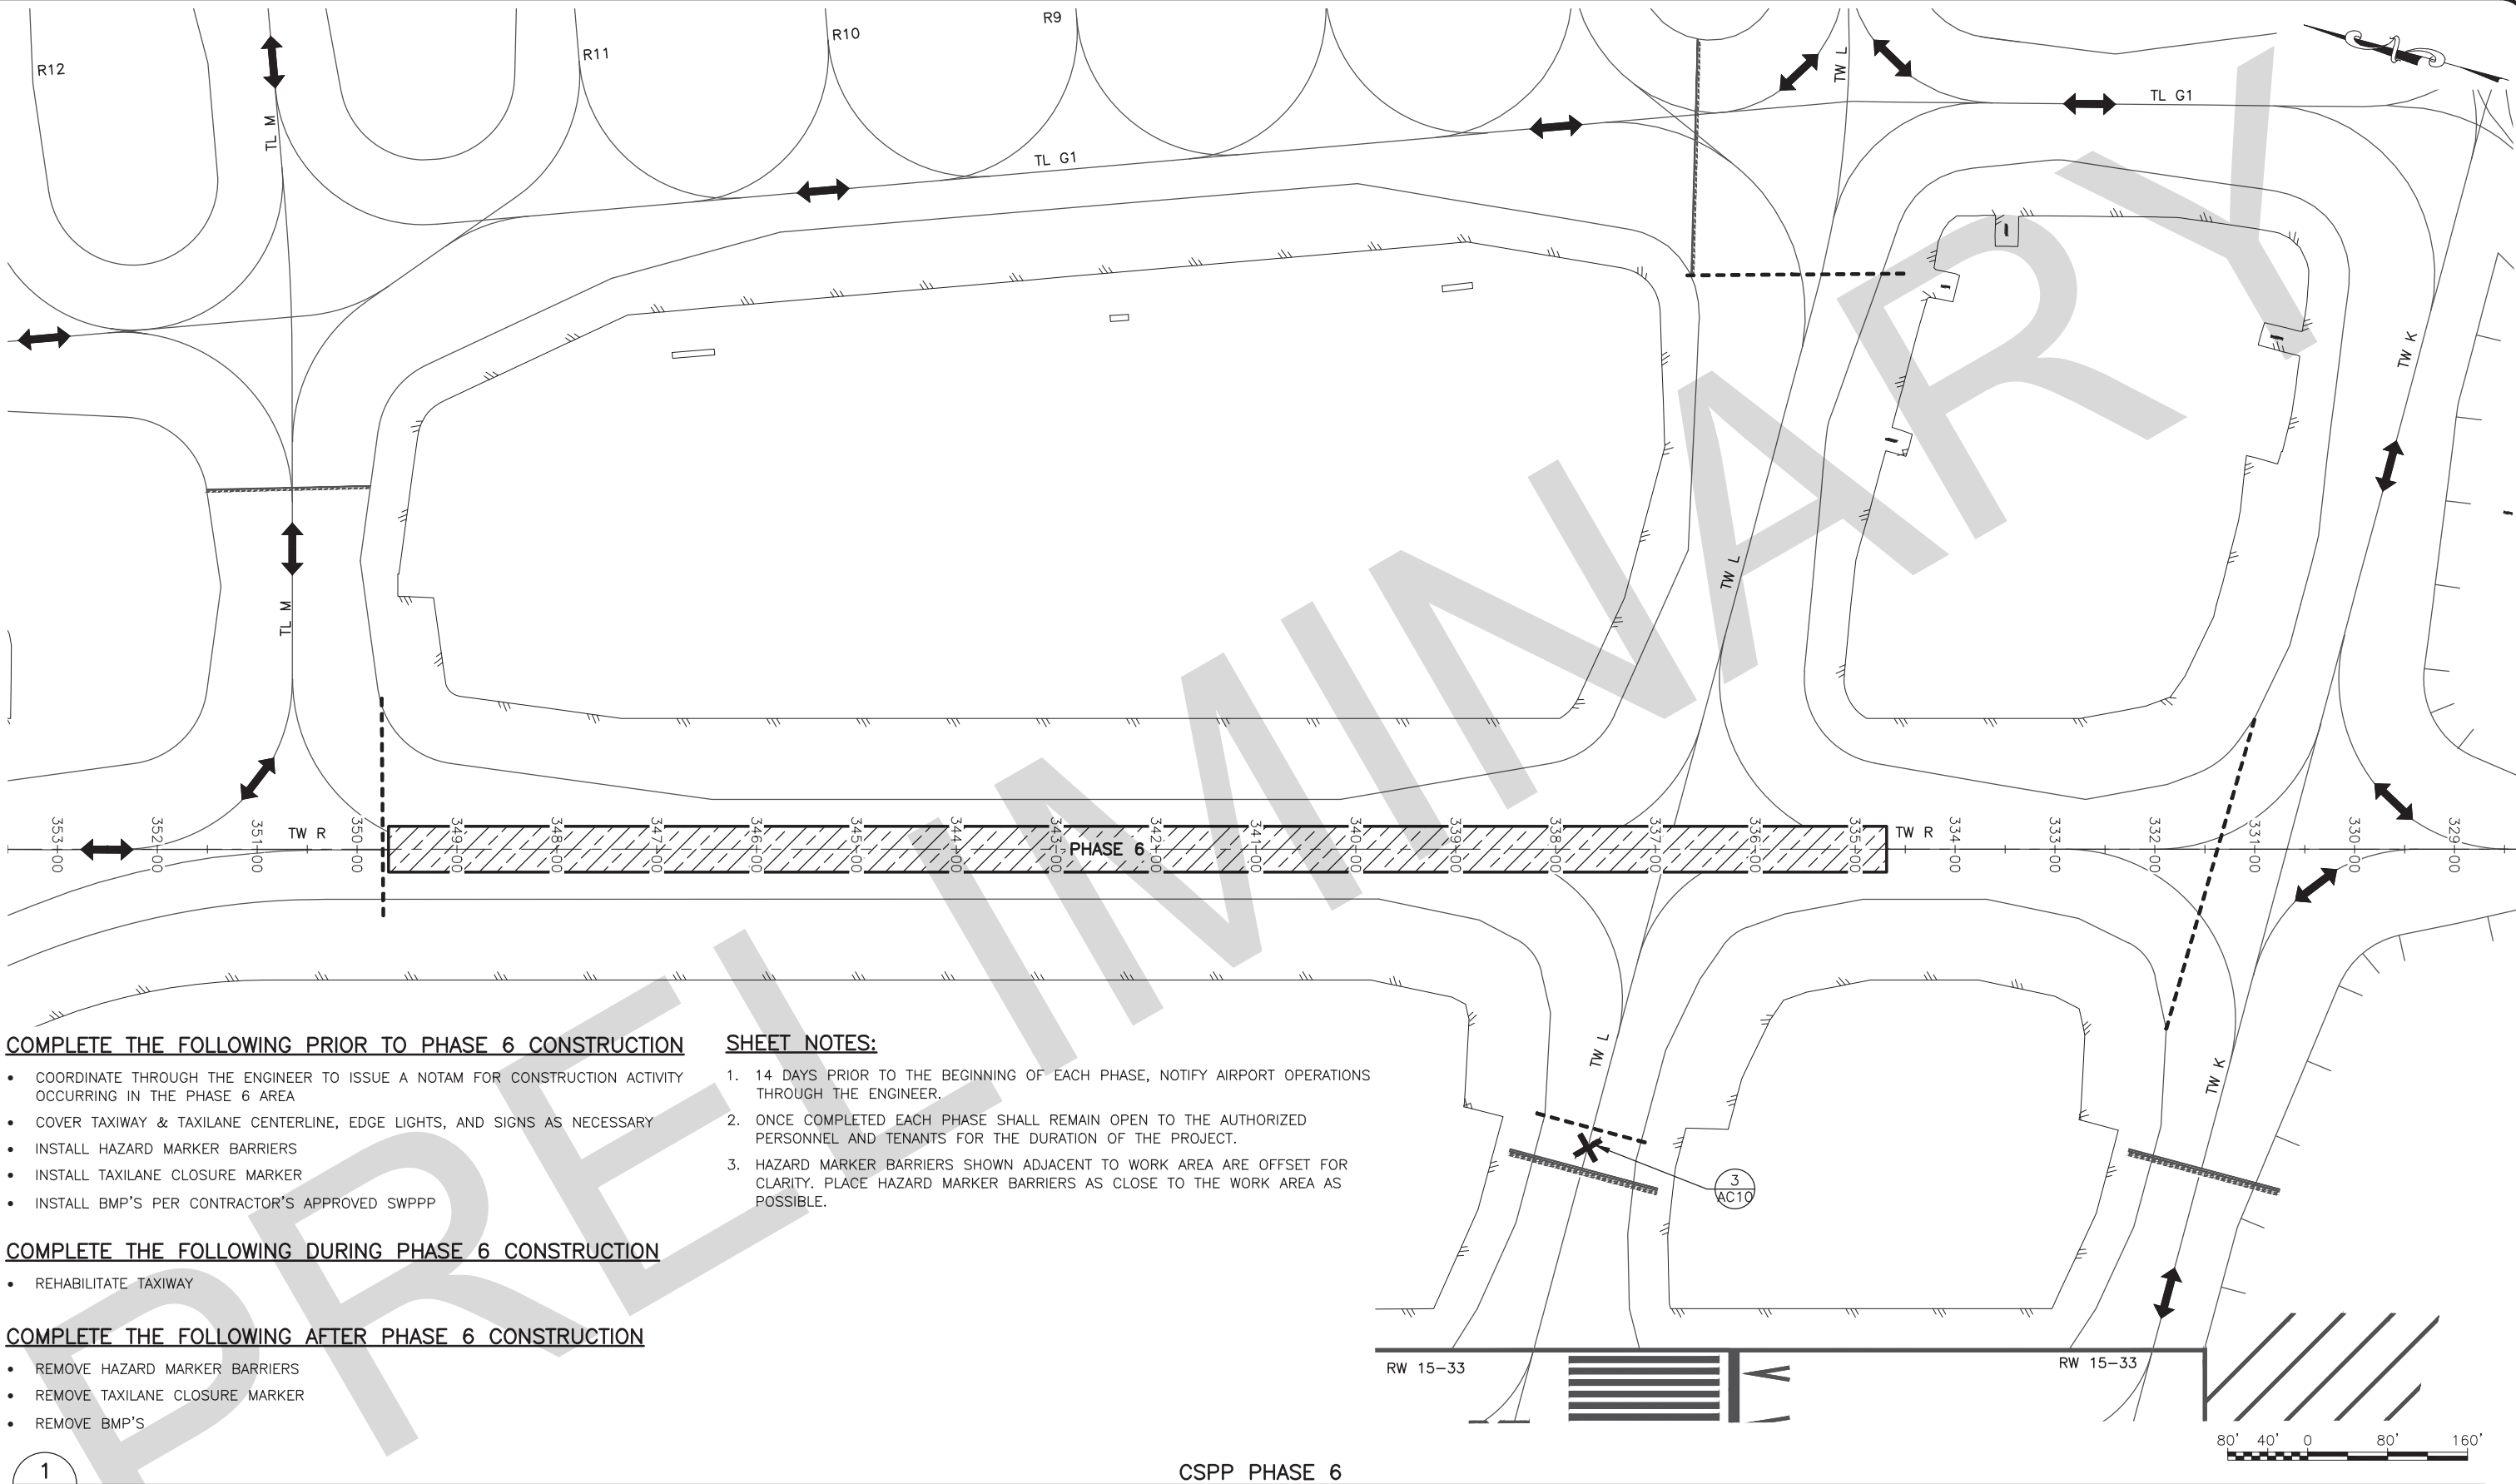 R12
R11
R10
R9
TL M
TL G1
TW L
TL G1
TW K
TW L
TL M
TW R
353+00
352+00
351+00
350+00
349+00
348+00
347+00
346+00
345+00
344+00
343+00
PHASE 6
342+00
341+00
340+00
339+00
338+00
337+00
336+00
335+00
TW R
334+00
333+00
332+00
331+00
330+00
329+00
PRELIMINARY
COMPLETE THE FOLLOWING PRIOR TO PHASE 6 CONSTRUCTION
• COORDINATE THROUGH THE ENGINEER TO ISSUE A NOTAM FOR CONSTRUCTION ACTIVITY
OCCURRING IN THE PHASE 6 AREA
• COVER TAXIWAY & TAXILANE CENTERLINE, EDGE LIGHTS, AND SIGNS AS NECESSARY
• INSTALL HAZARD MARKER BARRIERS
• INSTALL TAXILANE CLOSURE MARKER
• INSTALL BMP'S PER CONTRACTOR'S APPROVED SWPPP
COMPLETE THE FOLLOWING DURING PHASE 6 CONSTRUCTION
• REHABILITATE TAXIWAY
COMPLETE THE FOLLOWING AFTER PHASE 6 CONSTRUCTION
• REMOVE HAZARD MARKER BARRIERS
• REMOVE TAXILANE CLOSURE MARKER
• REMOVE BMP'S
SHEET NOTES:
1. 14 DAYS PRIOR TO THE BEGINNING OF EACH PHASE, NOTIFY AIRPORT OPERATIONS
THROUGH THE ENGINEER.
2. ONCE COMPLETED EACH PHASE SHALL REMAIN OPEN TO THE AUTHORIZED
PERSONNEL AND TENANTS FOR THE DURATION OF THE PROJECT.
3. HAZARD MARKER BARRIERS SHOWN ADJACENT TO WORK AREA ARE OFFSET FOR
CLARITY. PLACE HAZARD MARKER BARRIERS AS CLOSE TO THE WORK AREA AS
POSSIBLE.
TW L
TW K
3
AC10
RW 15-33
RW 15-33
80' 40' 0 80' 160'
1
CSPP PHASE 6